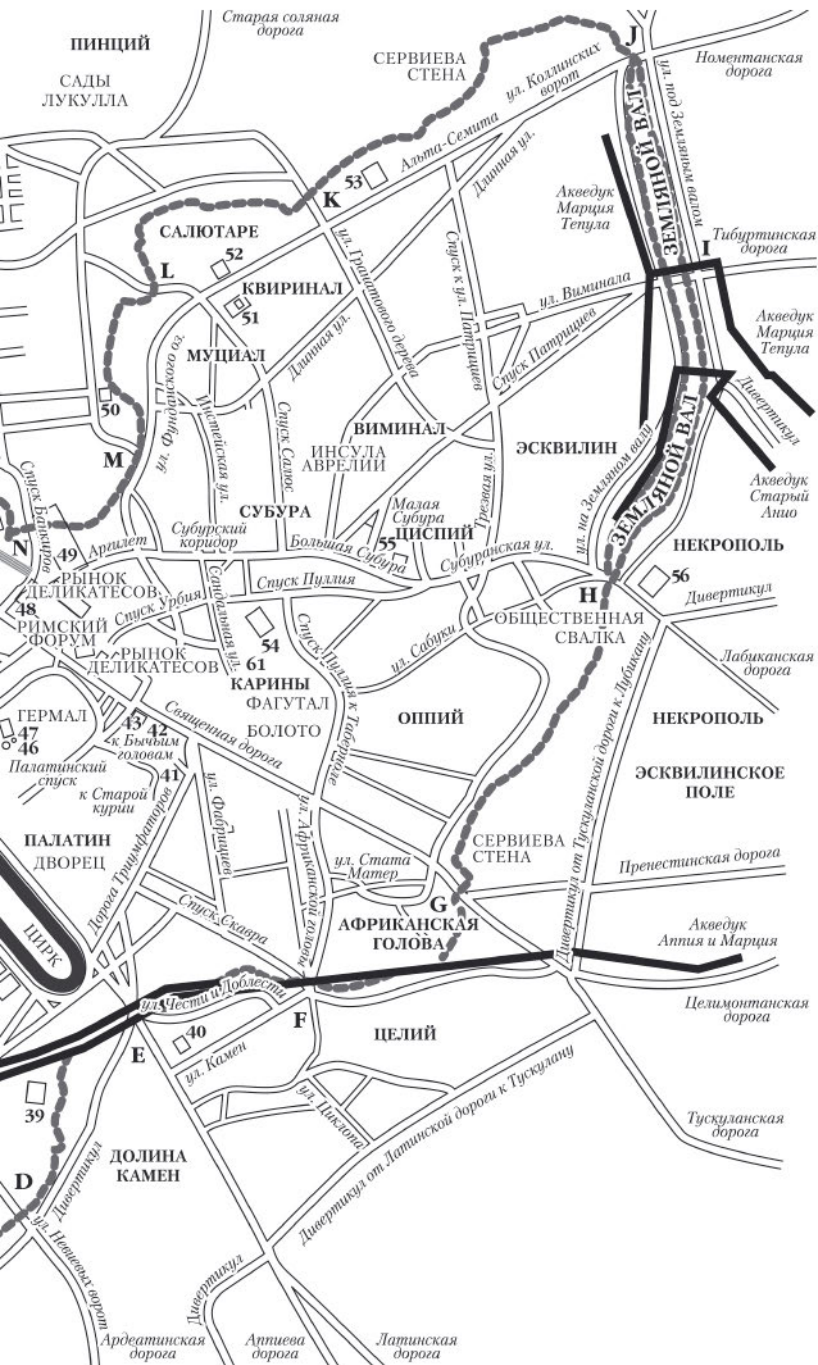 Старая соляная
дорога
ПИНЦИЙ
САДЫ
ЛУКУЛЛА
СЕРВИЕВА
СТЕНА
J
Номентанская
дорога
ул. Коллинских
ворот
ул. под Земляным валом
ЗЕМЛЯНОЙ ВАЛ
Альта-Семита
Длинная ул.
53
K
Акведук
Марция
Тепула
САЛЮТАРЕ
52
L
КВИРИНАЛ
51
ул. Гранатового дерева
Спуск к ул. Патрициев
I
Тибуртинская
дорога
ул. Виминала
Акведук
Марция
Тепула
МУЦИАЛ
Длинная ул.
Спуск Патрициев
ул. Фунданского оз.
50
Инстейская ул.
Спуск Салюс
Дивертикул
M
ВИМИНАЛ
ИНСУЛА
АВРЕЛИИ
ЭСКВИЛИН
ЗЕМЛЯНОЙ ВАЛ
ул. на Земляном валу
Акведук
Старый
Анио
Спуск Банкиров
N
СУБУРА
Малая
Субура
Трезвая ул.
49
Аргилет
Субурский
коридор
Большая Субура
55
ЦИСПИЙ
Субуранская ул.
НЕКРОПОЛЬ
РЫНОК
ДЕЛИКАТЕСОВ
48
Спуск Урбия
Сандальная ул.
Спуск Пуллия
H
56
Дивертикул
РИМСКИЙ
ФОРУМ
54
61
ОБЩЕСТВЕННАЯ
СВАЛКА
РЫНОК
ДЕЛИКАТЕСОВ
Спуск Пуллия к Таберноле
ул. Сабуки
Лабиканская
дорога
КАРИНЫ
ФАГУТАЛ
БОЛОТО
ГЕРМАЛ
47
46
43
42
к Бычьим
головам
Священная дорога
ОППИЙ
НЕКРОПОЛЬ
Палатинский
спуск
41
к Старой
курии
ул. Фабрициев
Дивертикул от Тускуланской дороги к Лубикану
ЭСКВИЛИНСКОЕ
ПОЛЕ
ПАЛАТИН
ДВОРЕЦ
Дорога Триумфаторов
ул. Африканской головы
СЕРВИЕВА
СТЕНА
ул. Стата
Матер
Пренестинская дорога
Спуск Скавра
G
АФРИКАНСКАЯ
ГОЛОВА
Акведук
Аппия и Марция
ЦИРК
ул. Чести и Доблести
F
Целимонтанская
дорога
E
40
ул. Камен
ЦЕЛИЙ
39
ул. Циклопа
Дивертикул от Латинской дороги к Тускулану
Тускуланская
дорога
D
Дивертикул
ДОЛИНА
КАМЕН
ул. Невиевых ворот
Дивертикул
Ардеатинская
дорога
Аппиева
дорога
Латинская
дорога